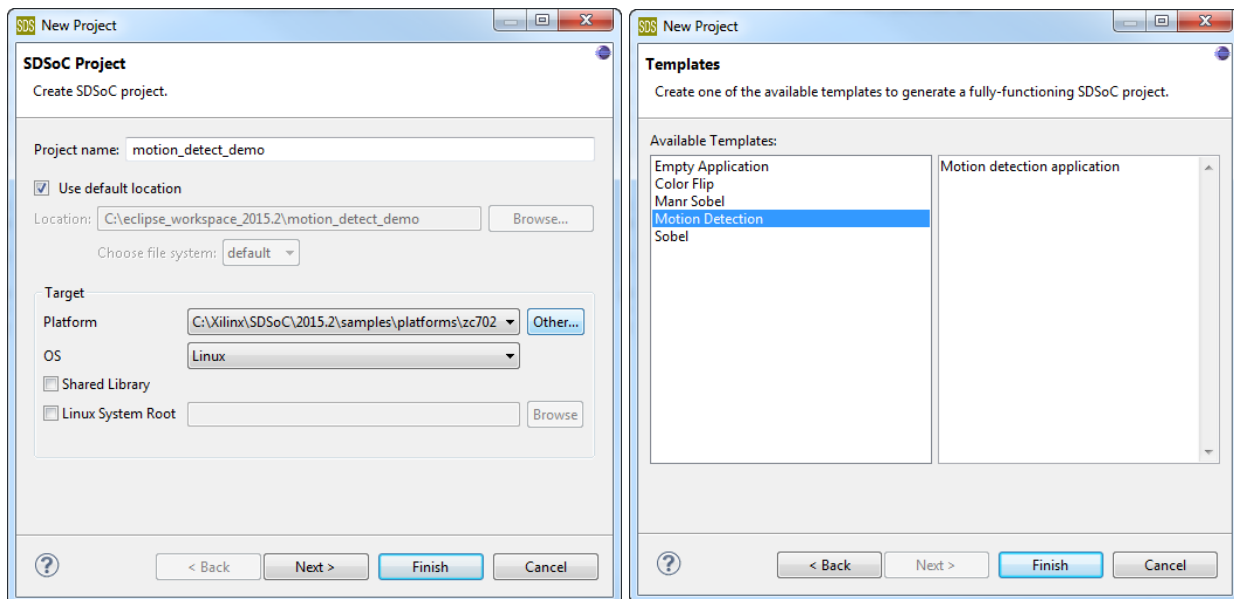 SDS New Project
SDSoC Project
Create SDSoC project.
Project name: motion_detect_demo
Use default location
Location: C:\eclipse_workspace_2015.2\motion_detect_demo Browse...
Choose file system: default
Target
Platform C:\Xilinx\SDSoC\2015.2\samples\platforms\zc702 Other...
OS Linux
Shared Library
Linux System Root Browse
? < Back Next > Finish Cancel
SDS New Project
Templates
Create one of the available templates to generate a fully-functioning SDSoC project.
Available Templates:
Empty Application
Color Flip
Manr Sobel
Motion Detection
Sobel
Motion detection application
? < Back Next > Finish Cancel